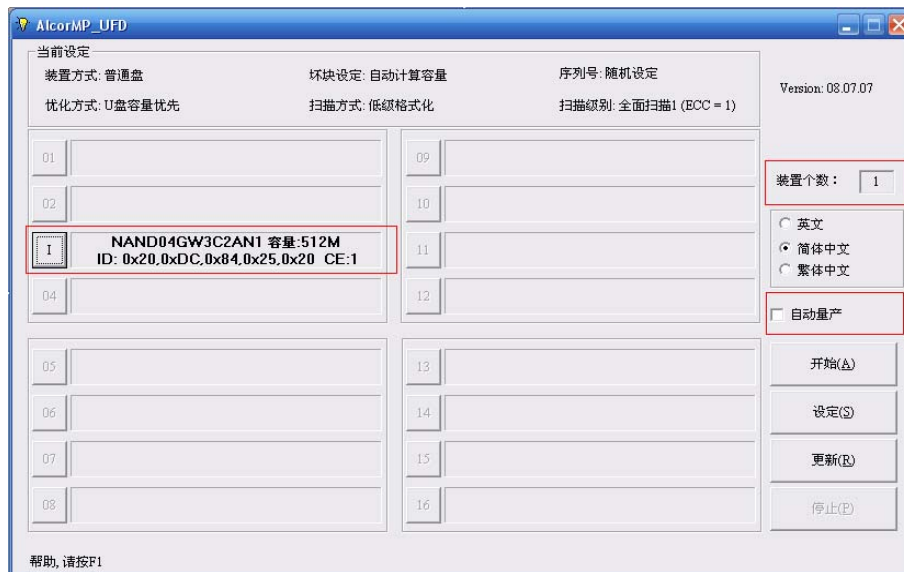 AlcorMP_UFD
当前设定
装置方式: 普通盘
坏块设定: 自动计算容量
序列号: 随机设定
优化方式: U盘容量优先
扫描方式: 低级格式化
扫描级别: 全面扫描1 (ECC = 1)
Version: 08.07.07
01
09
02
10
装置个数： 1
I
NAND04GW3C2AN1 容量:512M
ID: 0x20,0xDC,0x84,0x25,0x20 CE:1
11
英文
简体中文
繁体中文
04
12
自动量产
05
13
开始(A)
06
14
设定(S)
07
15
更新(R)
08
16
停止(P)
帮助, 请按F1